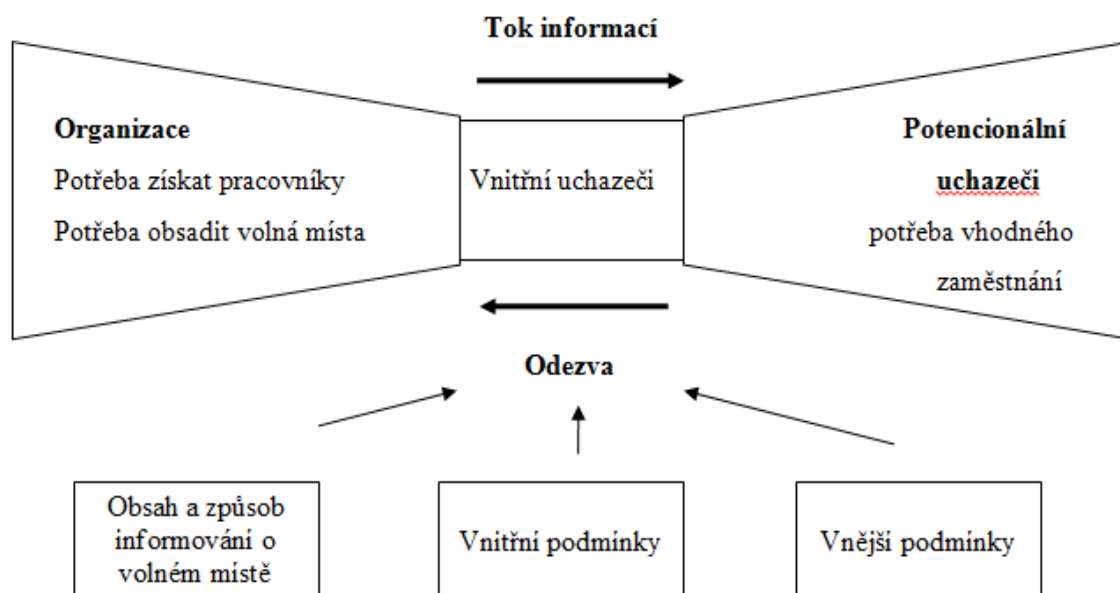 Tok informací
Organizace
Potřeba získat pracovníky
Potřeba obsadit volná místa
Vnitřní uchazeči
Potencionální
uchazeči
potřeba vhodného
zaměstnání
Odezva
Obsah a způsob
informování o
volném místě
Vnitřní podmínky
Vnější podmínky